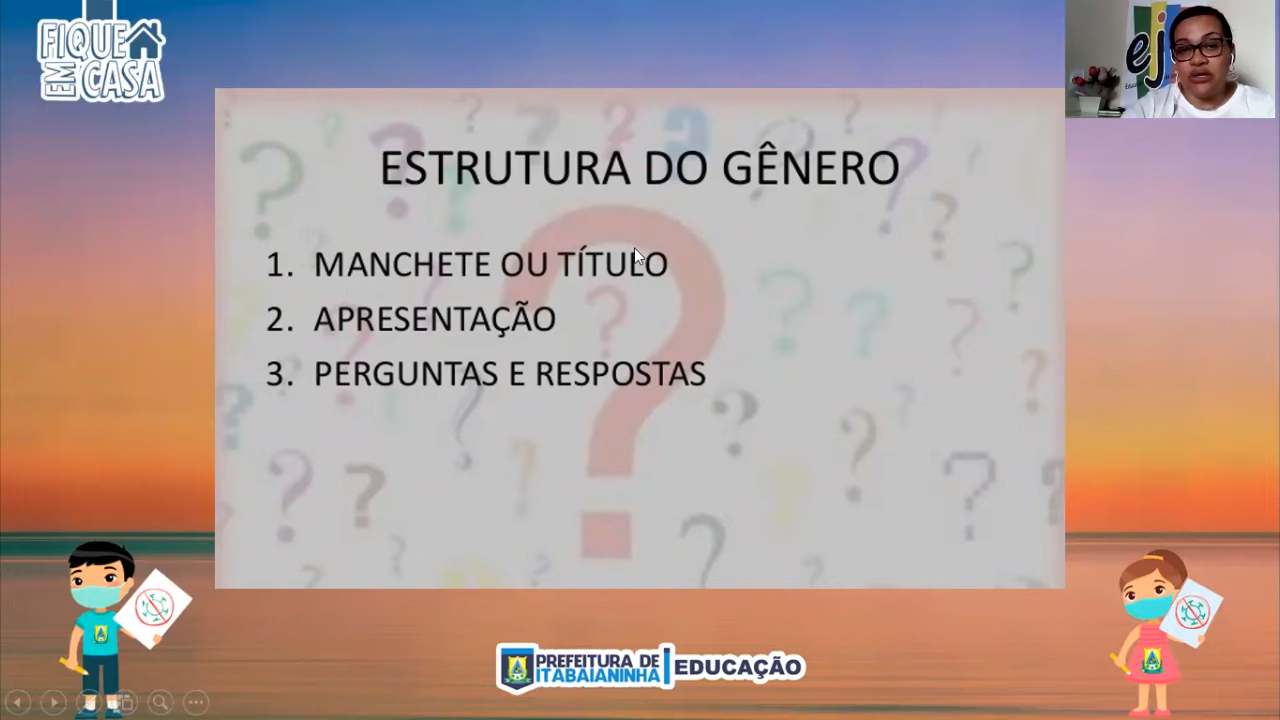 FIQUE
EM CASA
ej
ESTRUTURA DO GÊNERO
1. MANCHETE OU TÍTULO
2. APRESENTAÇÃO
3. PERGUNTAS E RESPOSTAS
PREFEITURA DE
ITABAIANINHA
EDUCAÇÃO